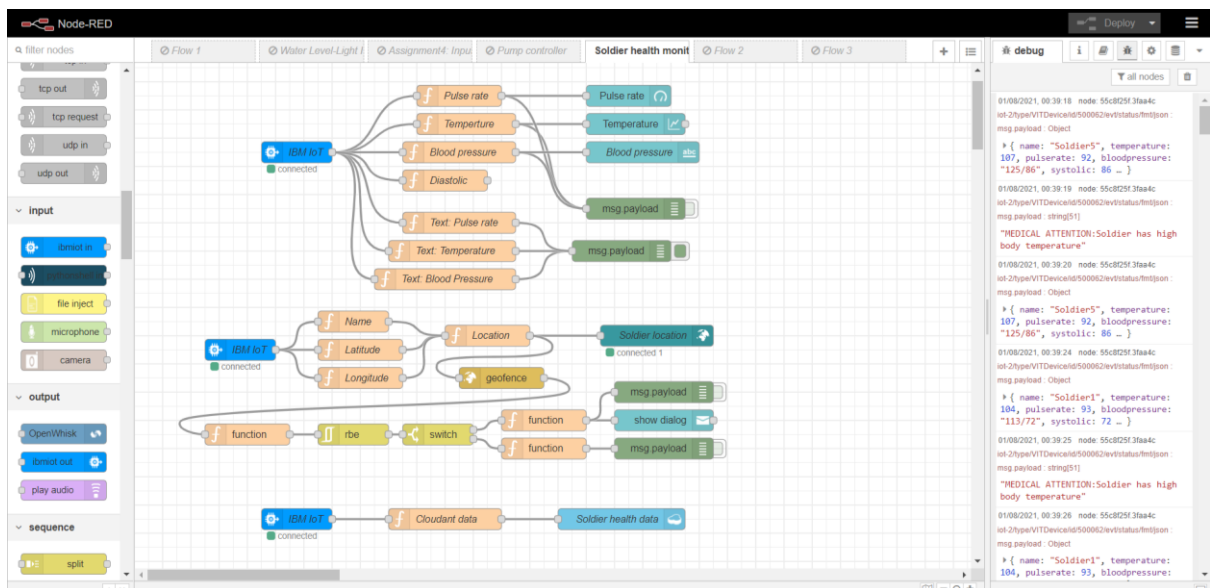 Node-RED
Deploy
filter nodes
Flow 1
Water Level-Light I
Assignment4: Inpu
Pump controller
Soldier health monit
Flow 2
Flow 3
debug
tcp out
tcp request
udp in
udp out
input
ibmiot in
file inject
microphone
camera
output
OpenWhisk
ibmiot out
play audio
sequence
split
Pulse rate
Pulse rate
Temperture
Temperature
IBM IoT
connected
Blood pressure
Blood pressure
abc
Diastolic
msg.payload
Text: Pulse rate
Text: Temperature
msg.payload
Text: Blood Pressure
Name
Location
Soldier location
connected 1
IBM IoT
connected
Latitude
Longitude
geofence
msg.payload
function
show dialog
function
rbe
switch
function
msg.payload
IBM IoT
connected
Cloudant data
Soldier health data
all nodes
01/08/2021, 00:39:18 node: 55c8f25f.3faa4c
iot-2/type/VITDevice/id/500062/evt/status/fmt/json :
msg.payload : Object
{ name: "Soldier5", temperature:
107, pulserate: 92, bloodpressure:
"125/86", systolic: 86 … }
01/08/2021, 00:39:19 node: 55c8f25f.3faa4c
iot-2/type/VITDevice/id/500062/evt/status/fmt/json :
msg.payload : string[51]
"MEDICAL ATTENTION:Soldier has high
body temperature"
01/08/2021, 00:39:20 node: 55c8f25f.3faa4c
iot-2/type/VITDevice/id/500062/evt/status/fmt/json :
msg.payload : Object
{ name: "Soldier5", temperature:
107, pulserate: 92, bloodpressure:
"125/86", systolic: 86 … }
01/08/2021, 00:39:24 node: 55c8f25f.3faa4c
iot-2/type/VITDevice/id/500062/evt/status/fmt/json :
msg.payload : Object
{ name: "Soldier1", temperature:
104, pulserate: 93, bloodpressure:
"113/72", systolic: 72 … }
01/08/2021, 00:39:25 node: 55c8f25f.3faa4c
iot-2/type/VITDevice/id/500062/evt/status/fmt/json :
msg.payload : string[51]
"MEDICAL ATTENTION:Soldier has high
body temperature"
01/08/2021, 00:39:26 node: 55c8f25f.3faa4c
iot-2/type/VITDevice/id/500062/evt/status/fmt/json :
msg.payload : Object
{ name: "Soldier1", temperature:
104, pulserate: 93, bloodpressure: